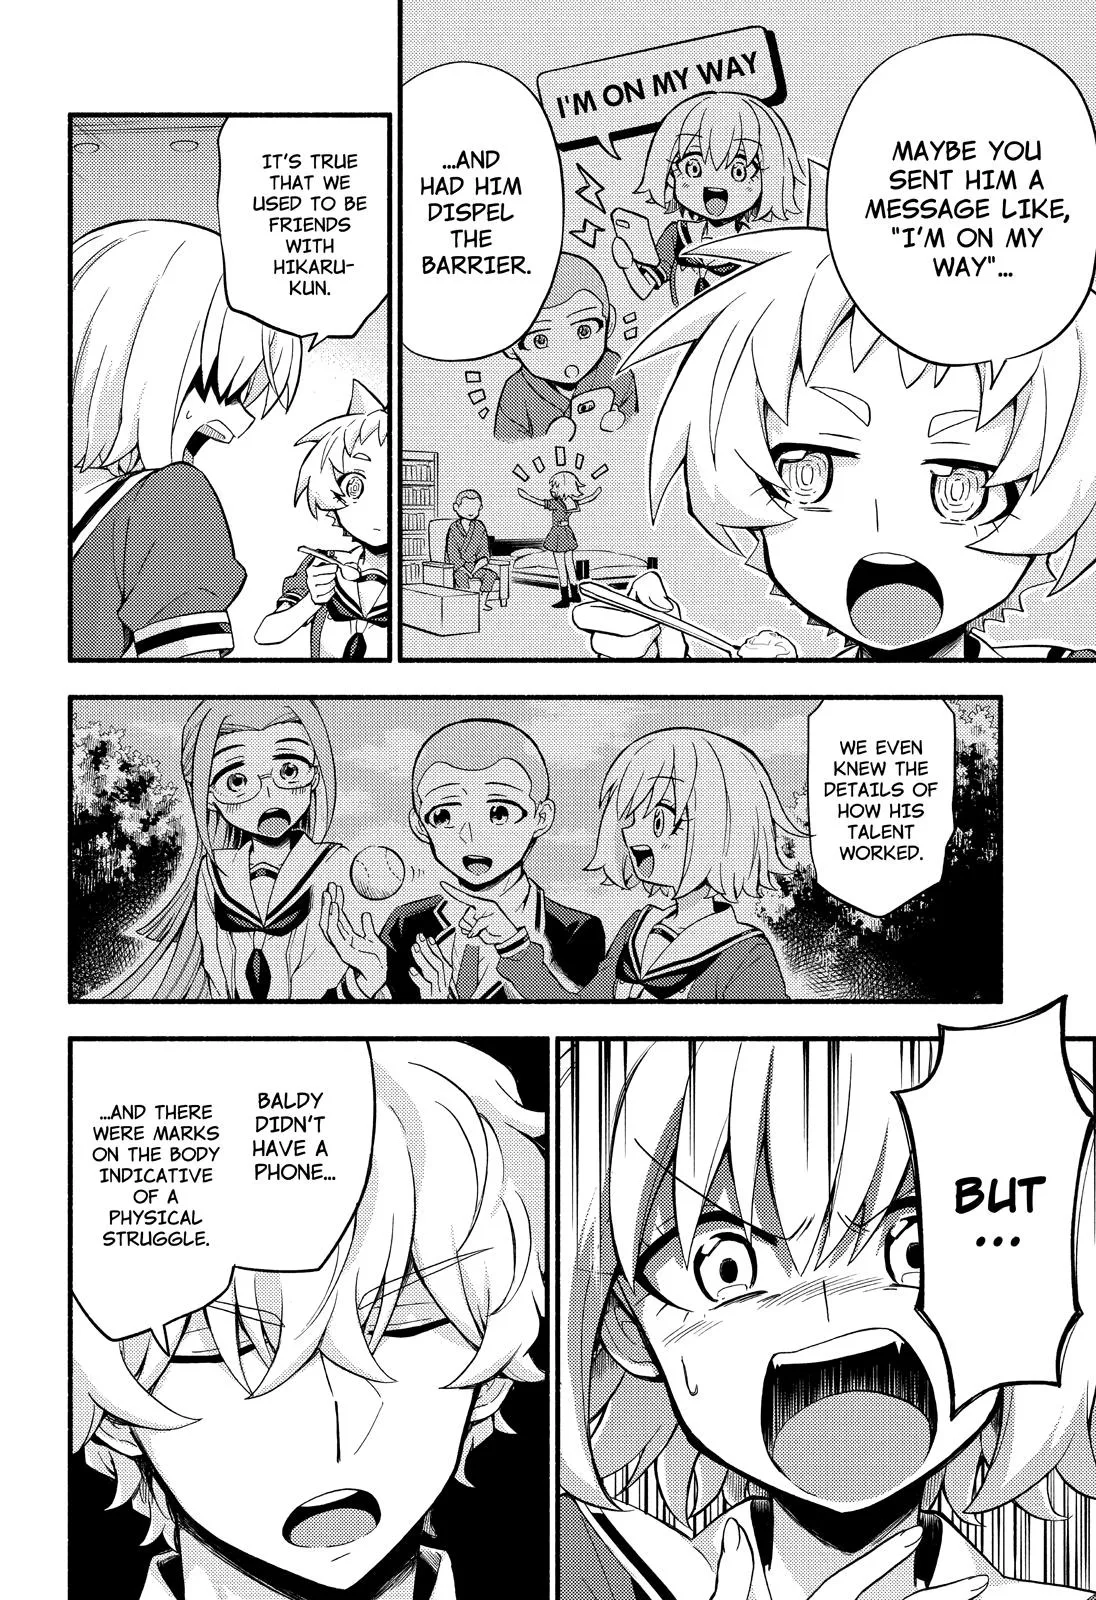 MAYBE YOU
SENT HIM A
MESSAGE LIKE,
"I'M ON MY
WAY"...
I'M ON MY WAY
...AND
HAD HIM
DISPEL
THE
BARRIER.
IT'S TRUE
THAT WE
USED TO BE
FRIENDS
WITH
HIKARU-
KUN.
WE EVEN
KNEW THE
DETAILS OF
HOW HIS
TALENT
WORKED.
BUT
...
BALDY
DIDN'T
HAVE A
PHONE...
...AND THERE
WERE MARKS
ON THE BODY
INDICATIVE
OF A
PHYSICAL
STRUGGLE.